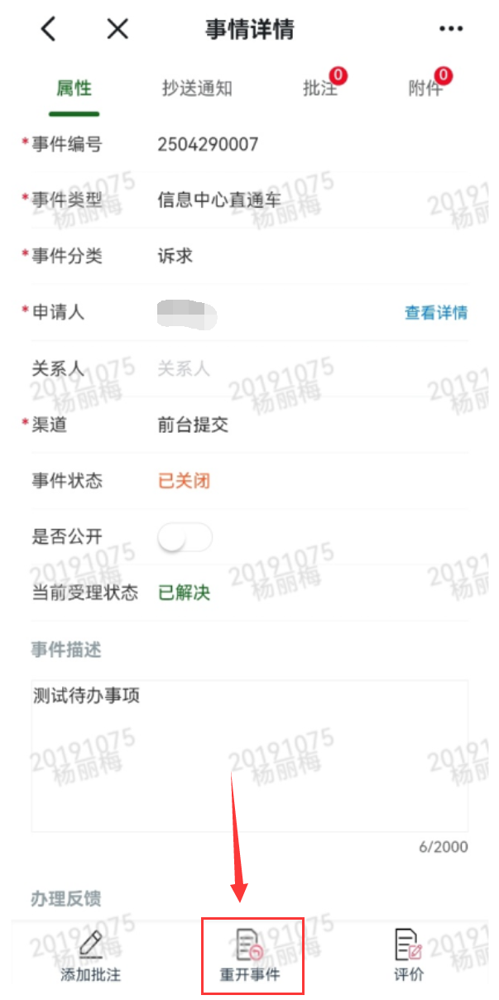 事情详情
属性 抄送通知 批注 0 附件 0
*事件编号 2504290007
*事件类型 信息中心直通车
*事件分类 诉求
*申请人 查看详情
关系人 关系人
*渠道 前台提交
事件状态 已关闭
是否公开
当前受理状态 已解决
事件描述
测试待办事项
6/2000
办理反馈
添加批注 重开事件 评价
20191075
杨丽梅